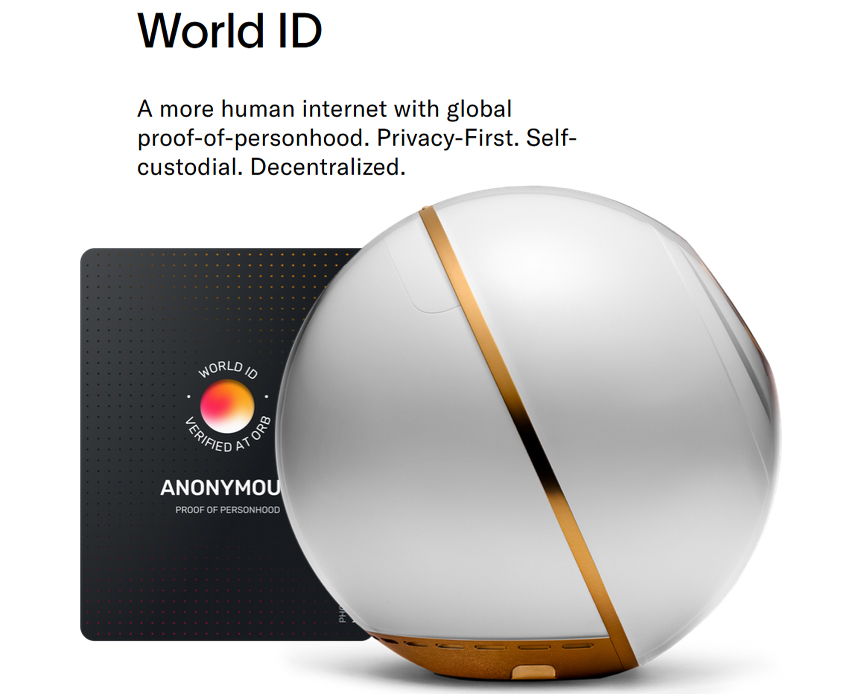 World ID
A more human internet with global
proof-of-personhood. Privacy-First. Self-
custodial. Decentralized.
WORLD ID
VERIFIED AT ORB
ANONYMOU
PROOF OF PERSONHOOD